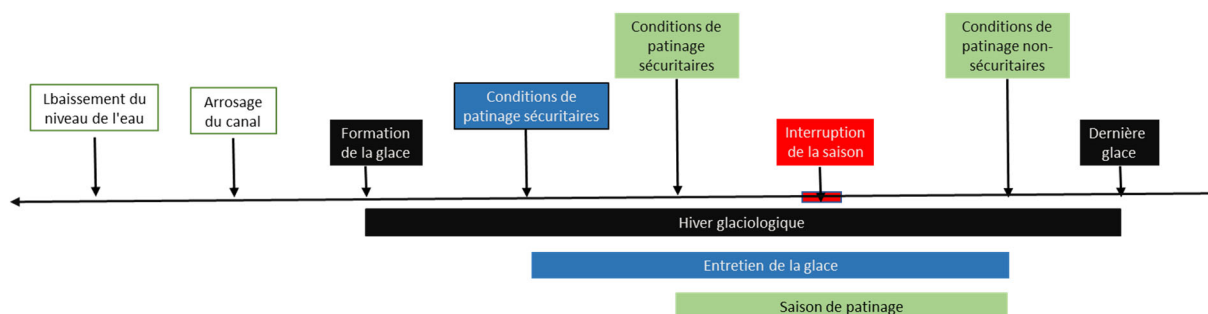 Lbaissement du
niveau de l'eau
Arrosage
du canal
Formation
de la glace
Conditions de
patinage sécuritaires
Conditions de
patinage
sécuritaires
Interruption
de la saison
Conditions de
patinage non-
sécuritaires
Dernière
glace
Hiver glaciologique
Entretien de la glace
Saison de patinage